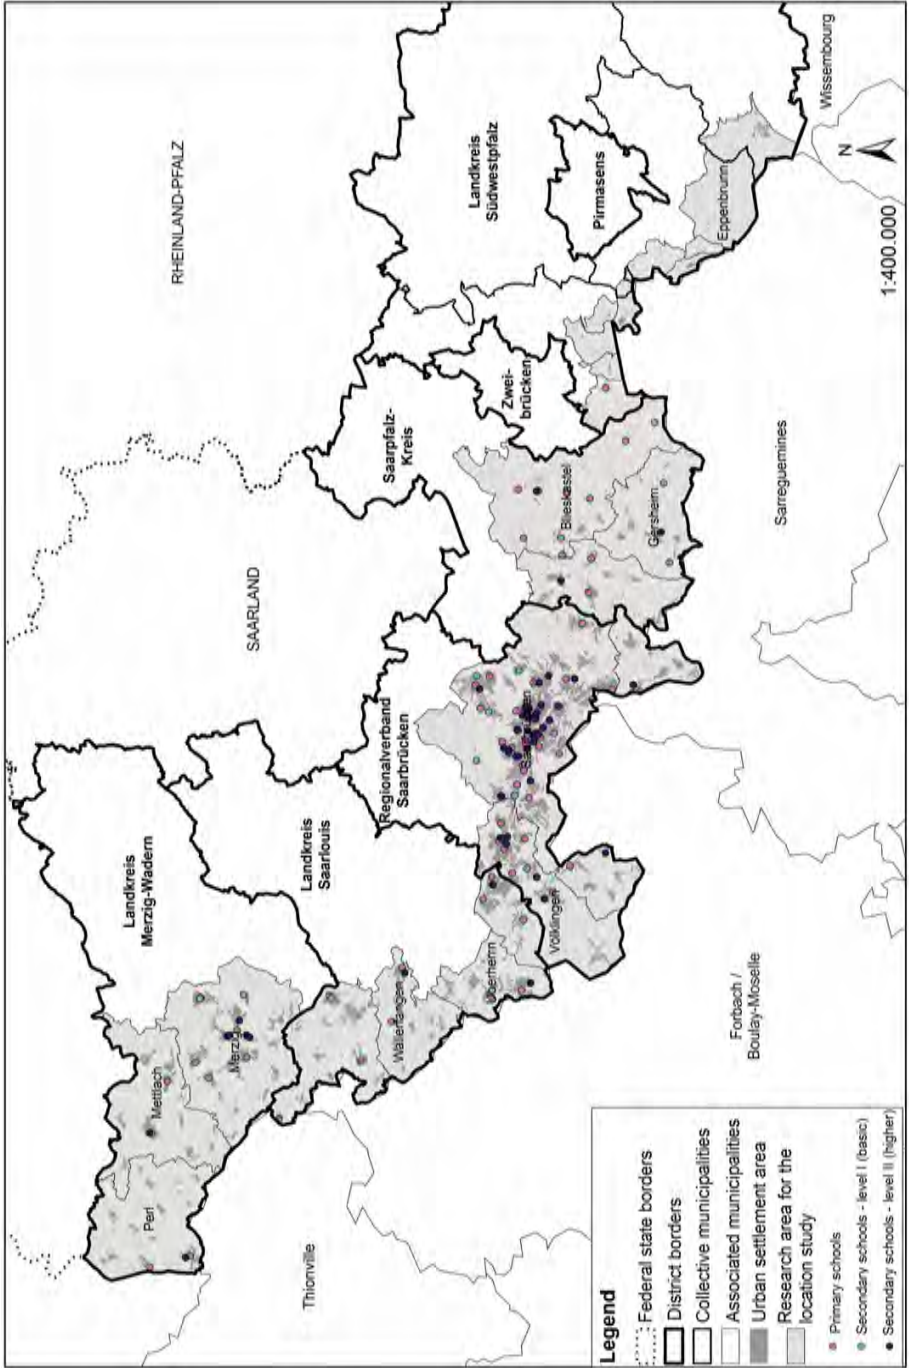 RHEINLAND-PFALZ
SAARLAND
Landkreis
Merzig-Wadern
Landkreis
Saarlouis
Regionalverband
Saarbrücken
Saarpfalz-
Kreis
Zwei-
brücken
Landkreis
Südwestpfalz
Pirmasens
Perl
Mettlach
Merzig
Wallerfangen
Überherrn
Völklingen
Blieskastel
Gersheim
Eppenbrunn
Thionville
Forbach /
Boulay-Moselle
Sarreguemines
Wissembourg
N
1:400.000
Legend
Federal state borders
District borders
Collective municipalities
Associated municipalities
Urban settlement area
Research area for the
location study
Primary schools
Secondary schools - level I (basic)
Secondary schools - level II (higher)